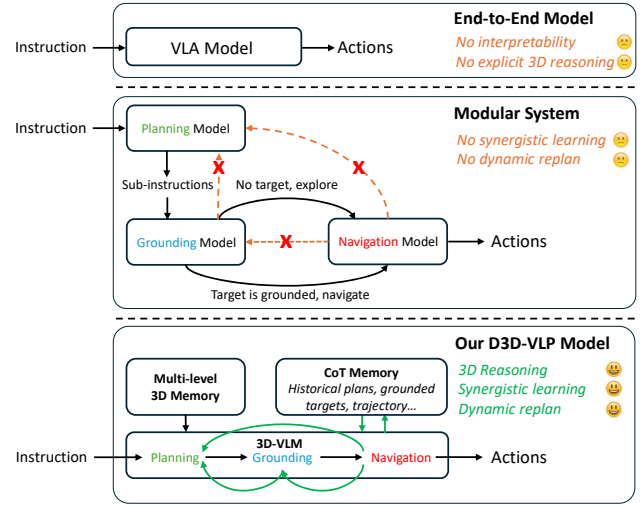 End-to-End Model
Instruction
VLA Model
Actions
No interpretability
No explicit 3D reasoning
Modular System
Instruction
Planning Model
No synergistic learning
No dynamic replan
X
X
Sub-instructions
No target, explore
Grounding Model
X
Navigation Model
Actions
Target is grounded, navigate
Our D3D-VLP Model
Multi-level
3D Memory
CoT Memory
Historical plans, grounded
targets, trajectory...
3D Reasoning
Synergistic learning
Dynamic replan
3D-VLM
Instruction
Planning
Grounding
Navigation
Actions